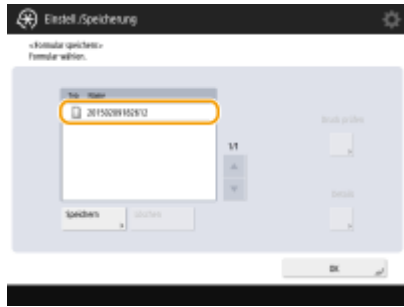 Einstell./Speicherung
<Formular speichern>
Formular wählen.
Typ Name
20150209102612
Druck prüfen
1/1
Speichern
Löschen
Details
OK